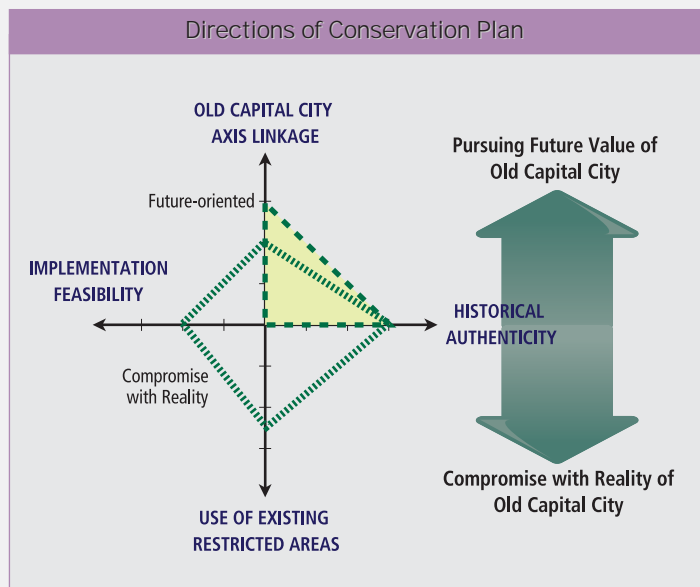 Directions of Conservation Plan
OLD CAPITAL CITY
AXIS LINKAGE
Future-oriented
IMPLEMENTATION
FEASIBILITY
HISTORICAL
AUTHENTICITY
Compromise
with Reality
USE OF EXISTING
RESTRICTED AREAS
Pursuing Future Value of
Old Capital City
Compromise with Reality of
Old Capital City